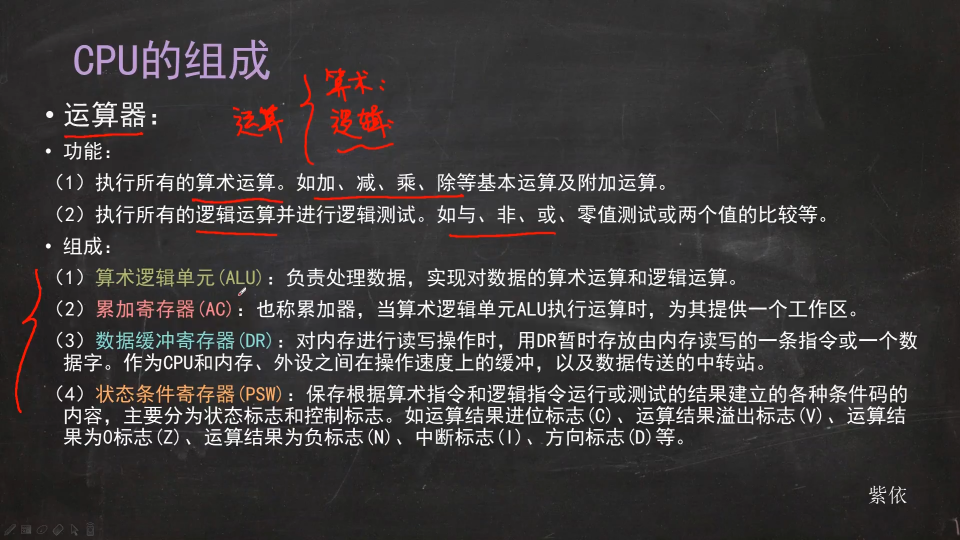 CPU的组成
算术:
运算
逻辑.
• 运算器:
• 功能:
(1)执行所有的算术运算。如加、减、乘、除等基本运算及附加运算。
(2)执行所有的逻辑运算并进行逻辑测试。如与、非、或、零值测试或两个值的比较等。
• 组成:
(1)算术逻辑单元(ALU):负责处理数据，实现对数据的算术运算和逻辑运算。
(2)累加寄存器(AC):也称累加器，当算术逻辑单元ALU执行运算时，为其提供一个工作区。
(3)数据缓冲寄存器(DR):对内存进行读写操作时，用DR暂时存放由内存读写的一条指令或一个数
据字。作为CPU和内存、外设之间在操作速度上的缓冲，以及数据传送的中转站。
(4)状态条件寄存器(PSW):保存根据算术指令和逻辑指令运行或测试的结果建立的各种条件码的
内容，主要分为状态标志和控制标志。如运算结果进位标志(C)、运算结果溢出标志(V)、运算结
果为0标志(Z)、运算结果为负标志(N)、中断标志(I)、方向标志(D)等。
紫依